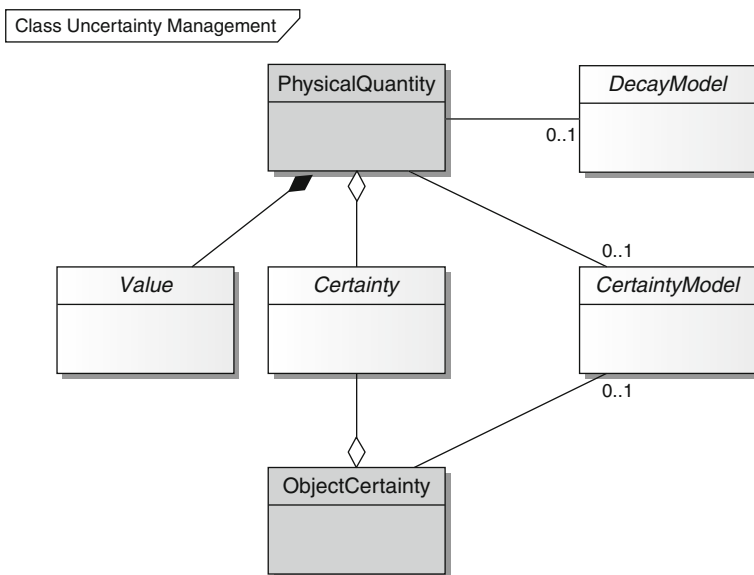 Class Uncertainty Management
PhysicalQuantity
DecayModel
0..1
0..1
Value
Certainty
CertaintyModel
0..1
ObjectCertainty